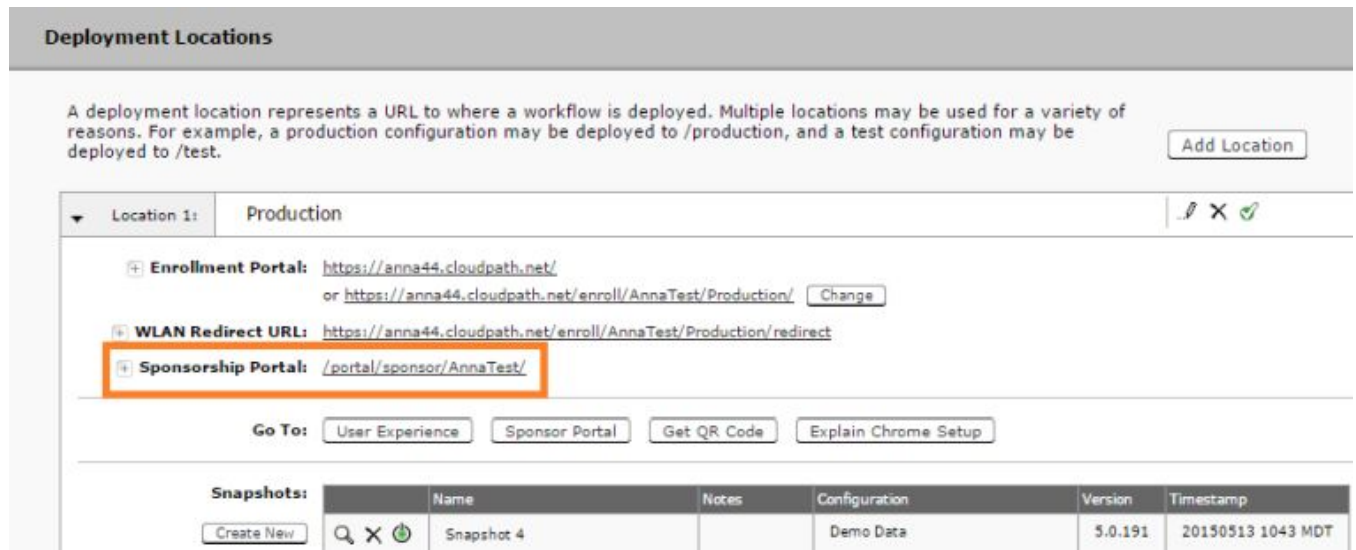 Deployment Locations
A deployment location represents a URL to where a workflow is deployed. Multiple locations may be used for a variety of
reasons. For example, a production configuration may be deployed to /production, and a test configuration may be
deployed to /test.
Add Location
Location 1: Production
Enrollment Portal: https://anna44.cloudpath.net/
or https://anna44.cloudpath.net/enroll/AnnaTest/Production/ Change
WLAN Redirect URL: https://anna44.cloudpath.net/enroll/AnnaTest/Production/redirect
Sponsorship Portal: /portal/sponsor/AnnaTest/
Go To: User Experience Sponsor Portal Get QR Code Explain Chrome Setup
Snapshots: Name Notes Configuration Version Timestamp
Create New Snapshot 4 Demo Data 5.0.191 20150513 1043 MDT